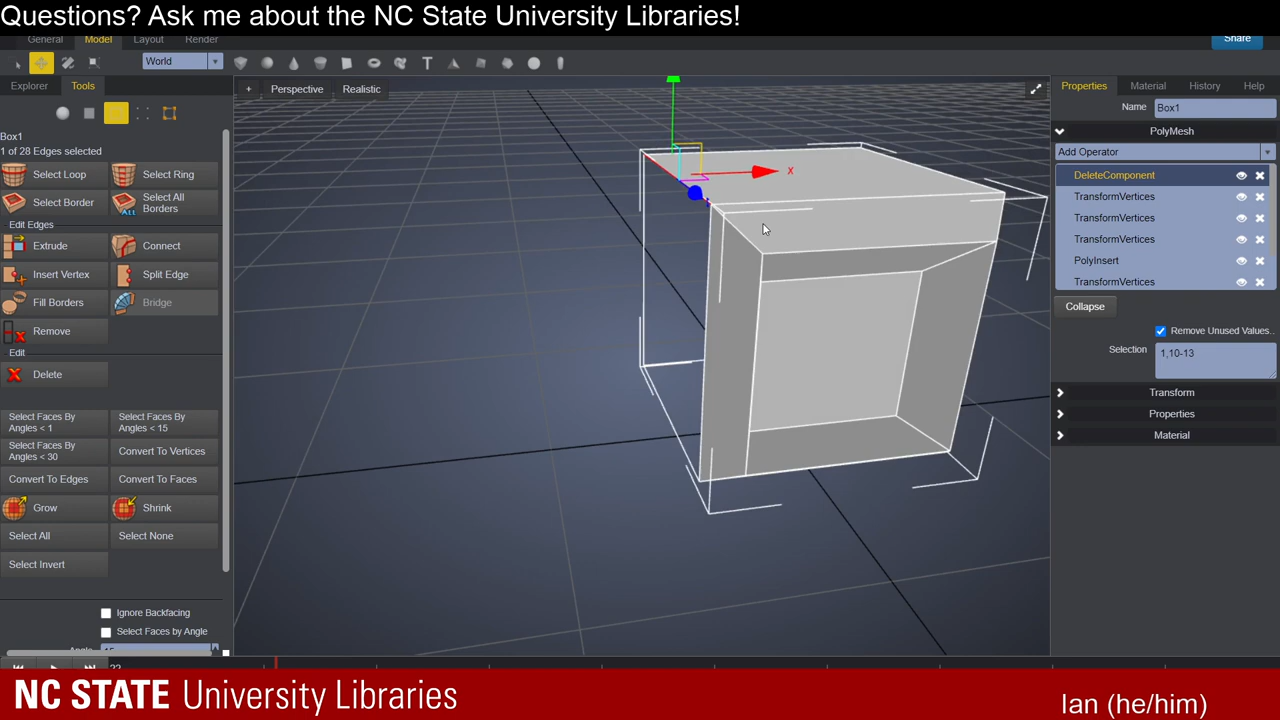 Questions? Ask me about the NC State University Libraries!
General Model Layout Render Share
World
Explorer Tools
+ Perspective Realistic
Properties Material History Help
Name Box1
PolyMesh
Add Operator
DeleteComponent
TransformVertices
TransformVertices
TransformVertices
PolyInsert
TransformVertices
Collapse
Remove Unused Values..
Selection 1,10-13
Transform
Properties
Material
X
Box1
1 of 28 Edges selected
Select Loop Select Ring
Select Border Select All Borders
ALL
Edit Edges
Extrude Connect
Insert Vertex Split Edge
Fill Borders Bridge
Remove
Edit
Delete
Select Faces By Angles < 1 Select Faces By Angles < 15
Select Faces By Angles < 30 Convert To Vertices
Convert To Edges Convert To Faces
Grow Shrink
Select All Select None
Select Invert
Ignore Backfacing
Select Faces by Angle
NC STATE University Libraries
Ian (he/him)